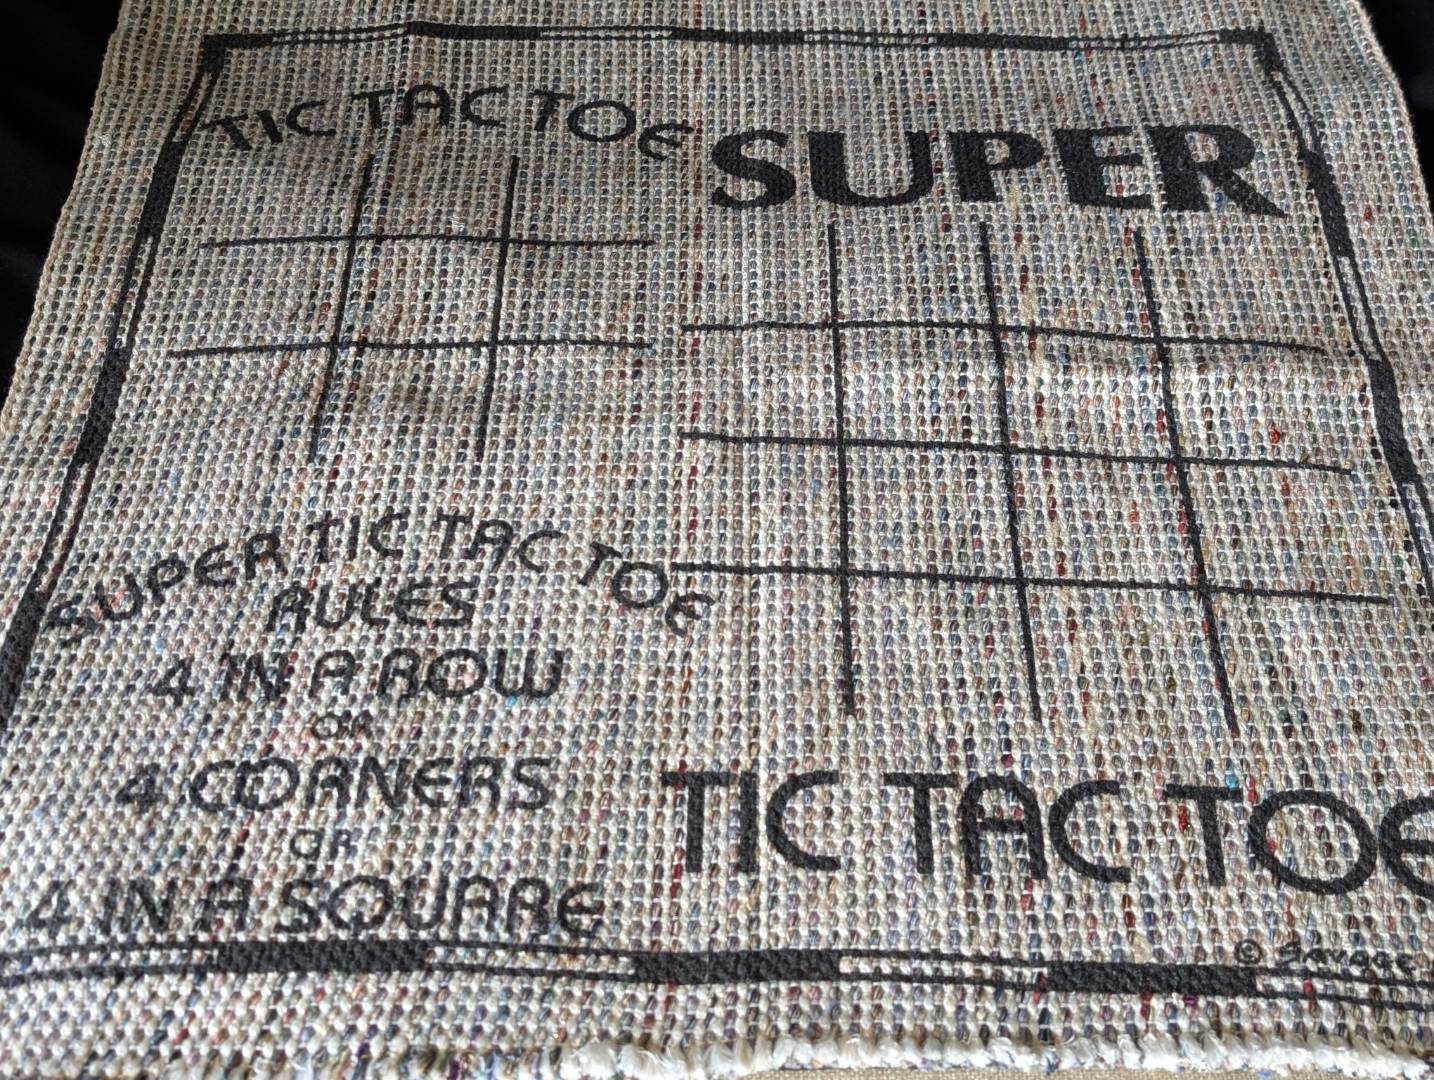 TIC TAC TOE
SUPER
SUPER TIC TAC TOE
RULES
4 IN A ROW
OR
4 CORNERS
OR
4 IN A SQUARE
TIC TAC TOE
© SAVAGE